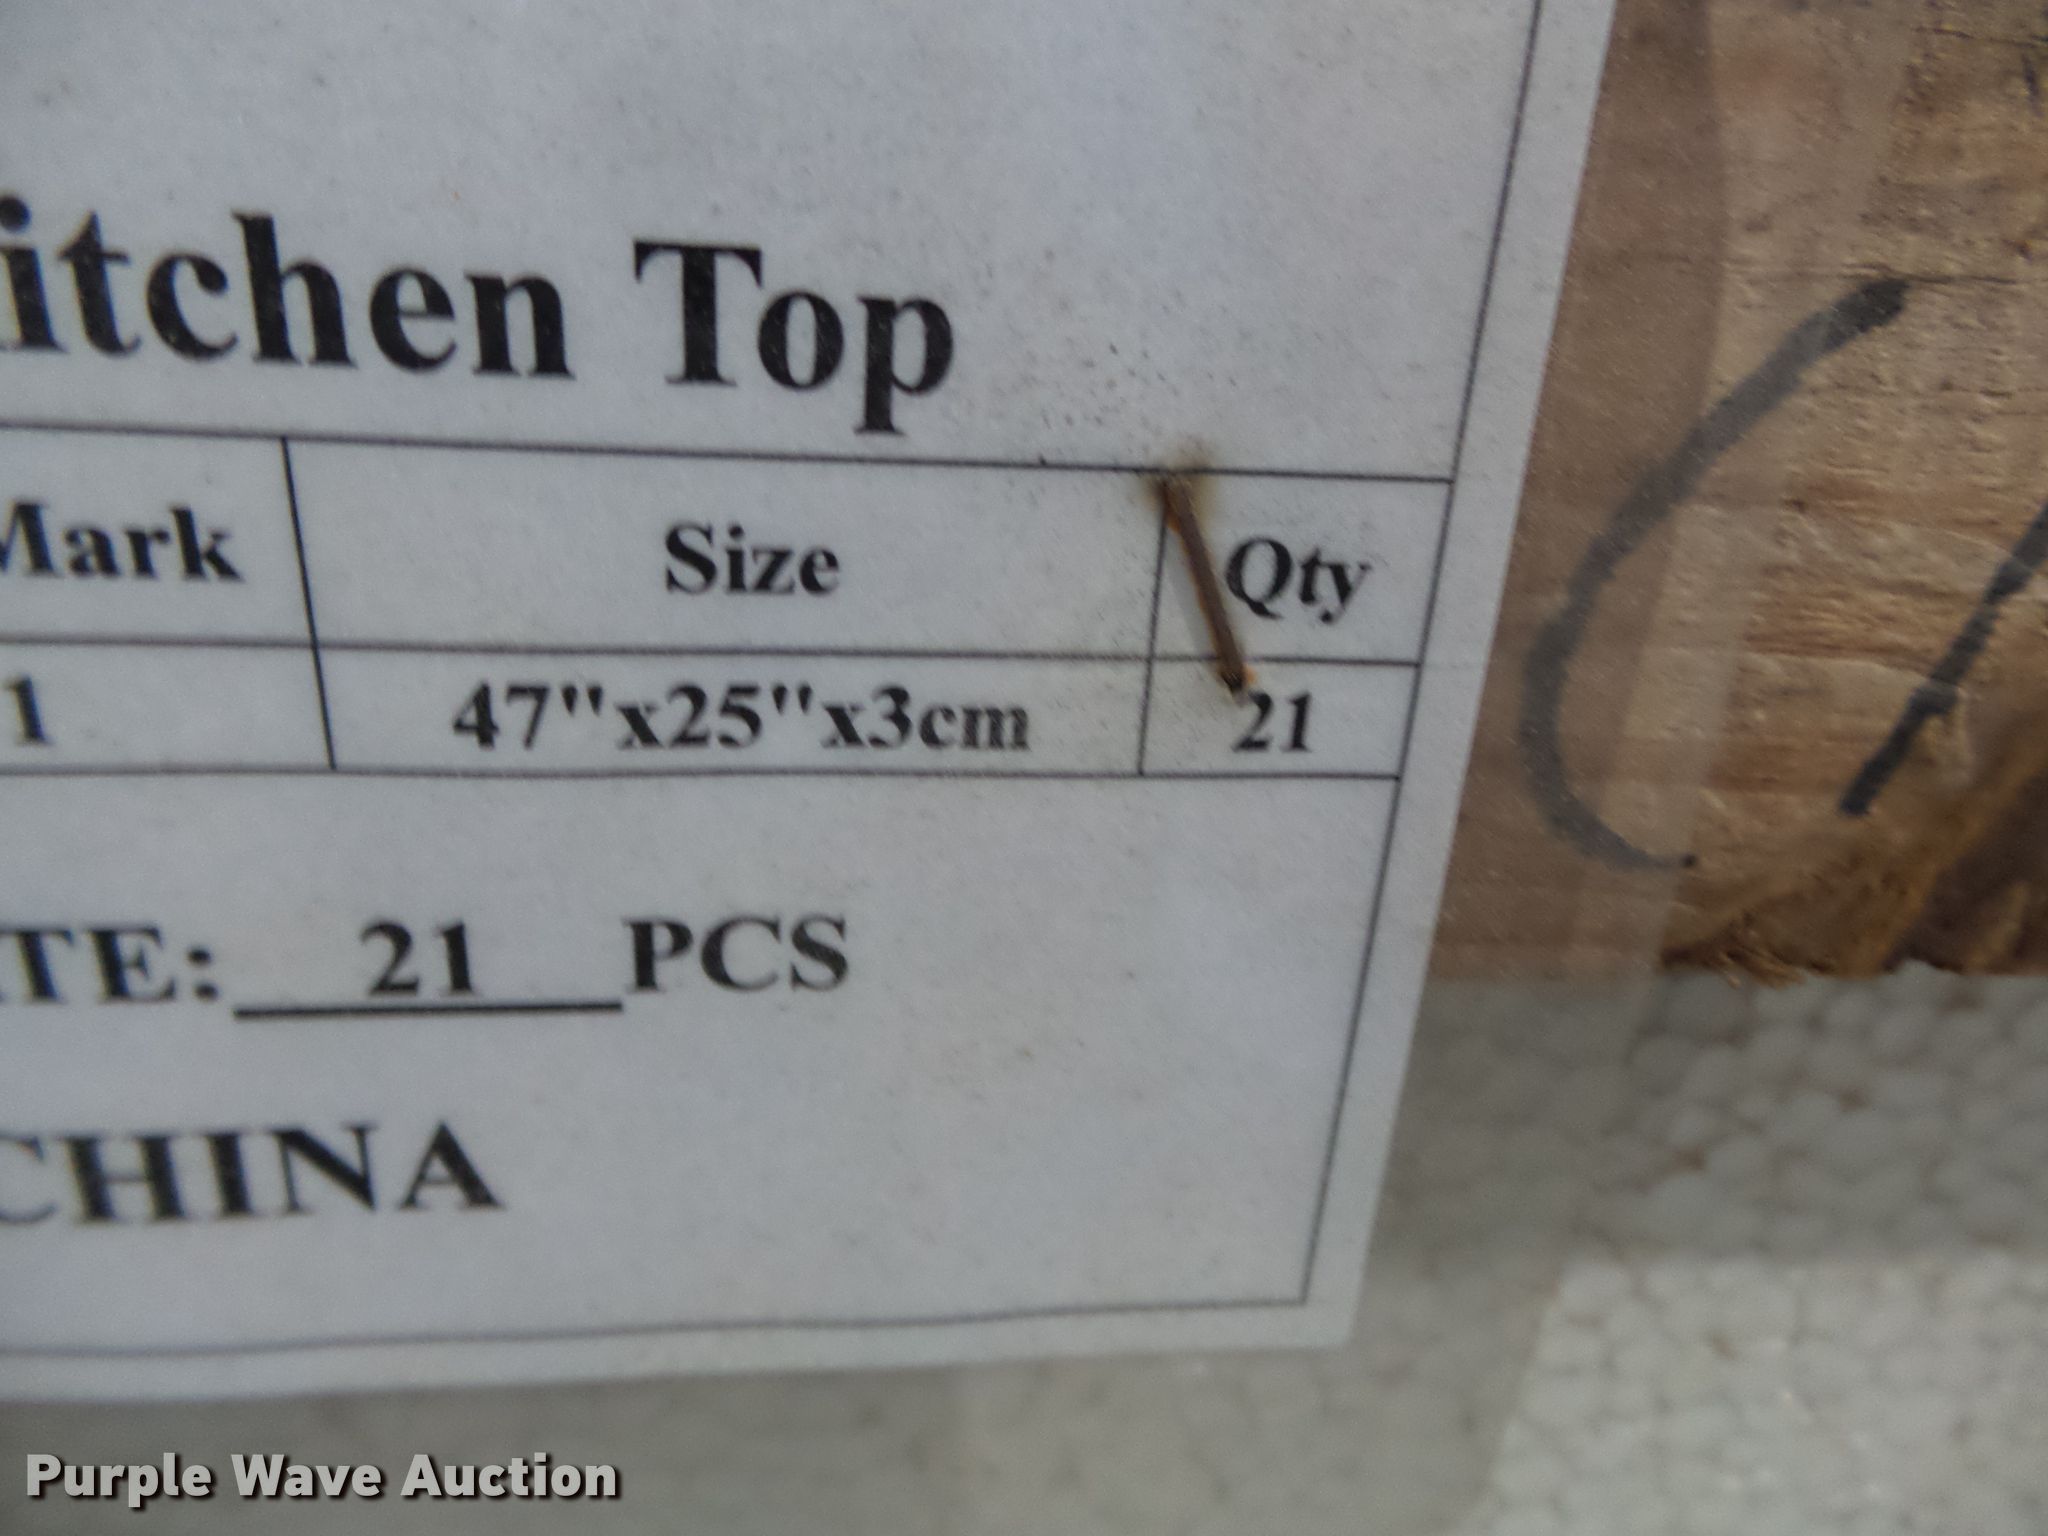 itchen Top
Mark Size Qty
1 47"x25"x3cm 21
TE: 21 PCS
CHINA
Purple Wave Auction